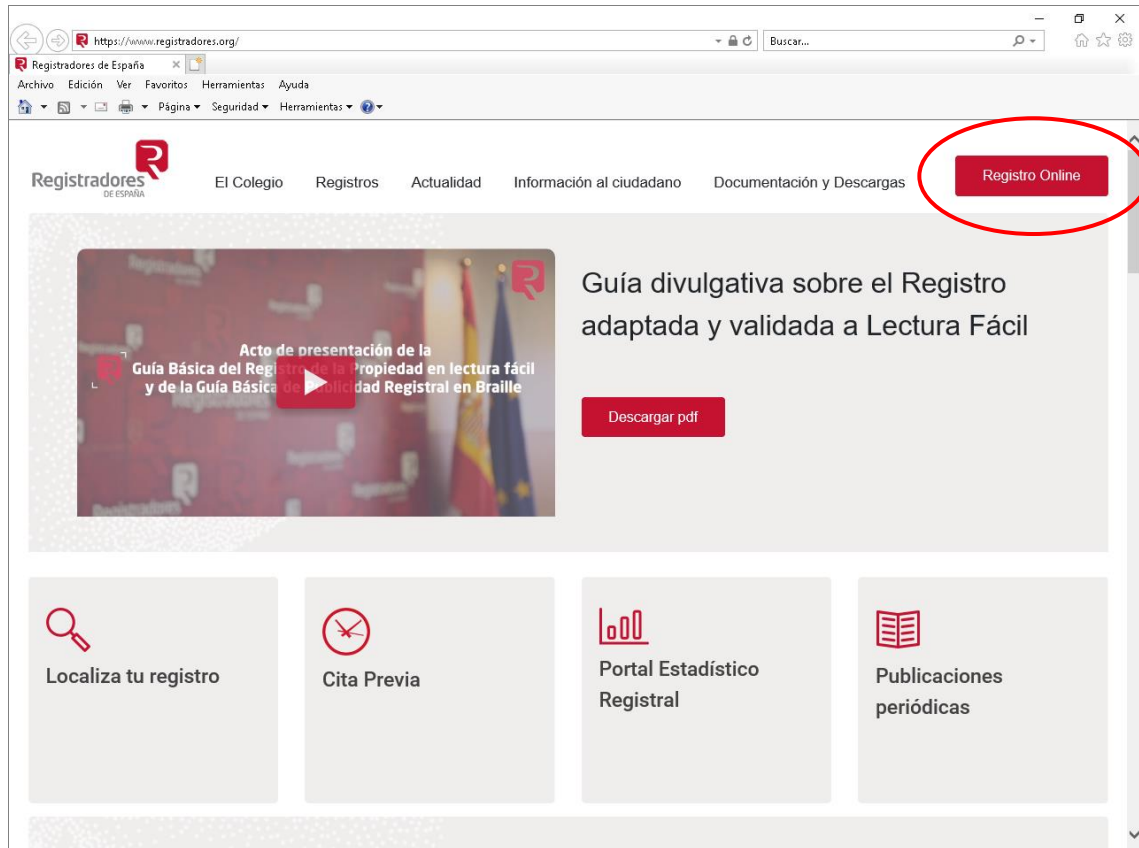 https://www.registradores.org/
Buscar...
Registradores de España
Archivo Edición Ver Favoritos Herramientas Ayuda
Página Seguridad Herramientas
Registradores
DE ESPAÑA
El Colegio Registros Actualidad Información al ciudadano Documentación y Descargas Registro Online
Acto de presentación de la
Guía Básica del Registro de la Propiedad en lectura fácil
y de la Guía Básica de Publicidad Registral en Braille
Guía divulgativa sobre el Registro
adaptada y validada a Lectura Fácil
Descargar pdf
Localiza tu registro
Cita Previa
Portal Estadístico
Registral
Publicaciones
periódicas